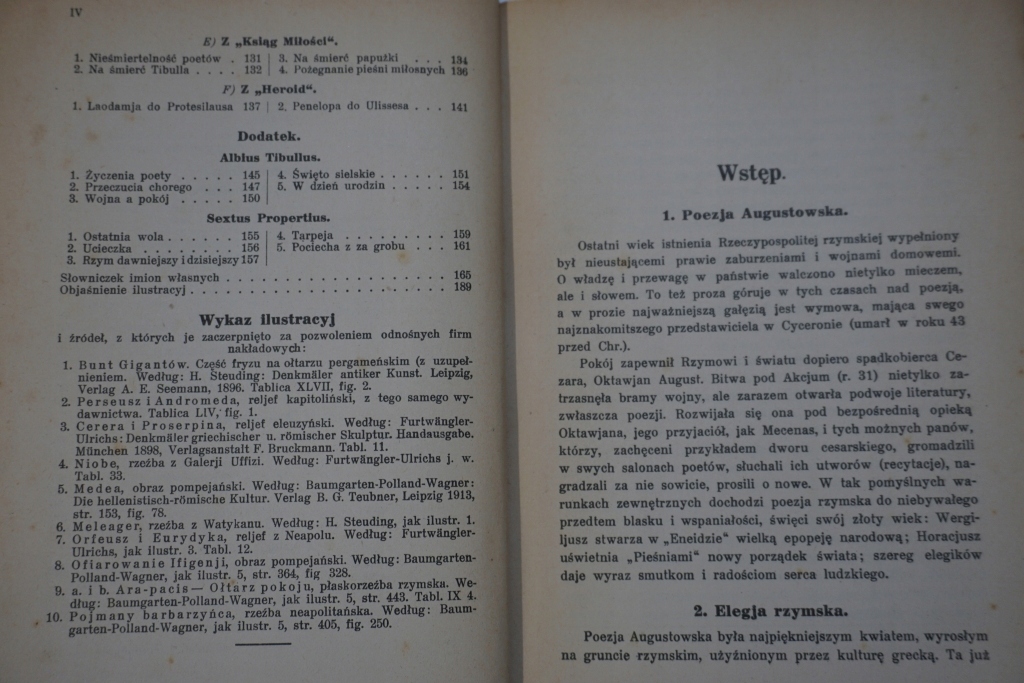 IV
E) Z „Ksiąg Miłości“.
1. Nieśmiertelność poetów . 131 | 3. Na śmierć papużki . . . 134
2. Na śmierć Tibulla . . . . 132 | 4. Pożegnanie pieśni miłosnych 136
F) Z „Heroid“.
1. Laodamja do Protesilausa 137 | 2. Penelopa do Ulissesa . . . 141
Dodatek.
Albius Tibullus.
1. Życzenia poety . . . . . 145 | 4. Święto sielskie . . . . . . 151
2. Przeczucia chorego . . . 147 | 5. W dzień urodzin . . . . . 154
3. Wojna a pokój . . . . . 150
Sextus Propertius.
1. Ostatnia wola . . . . . . 155 | 4. Tarpeja . . . . . . . . . 159
2. Ucieczka . . . . . . . . 156 | 5. Pociecha z za grobu . . . 161
3. Rzym dawniejszy i dzisiejszy 157
Słowniczek imion własnych . . . . . . . . . . . . . . . . . . 165
Objaśnienie ilustracyj . . . . . . . . . . . . . . . . . . . . . 189
Wykaz ilustracyj
i źródeł, z których je zaczerpnięto za pozwoleniem odnośnych firm
nakładowych:
1. Bunt Gigantów. Część fryzu na ołtarzu pergameńskim (z uzupeł-
nieniem. Według: H. Steuding: Denkmäler antiker Kunst. Leipzig,
Verlag A. E. Seemann, 1896. Tablica XLVII, fig. 2.
2. Perseusz i Andromeda, reljef kapitoliński, z tego samego wy-
dawnictwa. Tablica LIV, fig. 1.
3. Cerera i Proserpina, reljef eleuzyński. Według: Furtwängler-
Ulrichs: Denkmäler griechischer u. römischer Skulptur. Handausgabe.
München 1898, Verlagsanstalt F. Bruckmann. Tabl. 11.
4. Niobe, rzeźba z Galerji Uffizi. Według: Furtwängler-Ulrichs j. w.
Tabl. 33.
5. Medea, obraz pompejański. Według: Baumgarten-Polland-Wagner:
Die hellenistisch-römische Kultur. Verlag B. G. Teubner, Leipzig 1913,
str. 153, fig. 78.
6. Meleager, rzeźba z Watykanu. Według: H. Steuding, jak ilustr. 1.
7. Orfeusz i Eurydyka, reljef z Neapolu. Według: Furtwängler-
Ulrichs, jak ilustr. 3. Tabl. 12.
8. Ofiarowanie Ifigenji, obraz pompejański. Według: Baumgarten-
Polland-Wagner, jak ilustr. 5, str. 364, fig 328.
9. a. i b. Ara-pacis — Ołtarz pokoju, płaskorzeźba rzymska. We-
dług: Baumgarten-Polland-Wagner, jak ilustr. 5, str. 443. Tabl. IX 4.
10. Pojmany barbarzyńca, rzeźba neapolitańska. Według: Baum-
garten-Polland-Wagner, jak ilustr. 5, str. 405, fig. 250.
Wstęp.
1. Poezja Augustowska.
Ostatni wiek istnienia Rzeczypospolitej rzymskiej wypełniony
był nieustającemi prawie zaburzeniami i wojnami domowemi.
O władzę i przewagę w państwie walczono nietylko mieczem,
ale i słowem. To też proza góruje w tych czasach nad poezją,
a w prozie najważniejszą gałęzią jest wymowa, mająca swego
najznakomitszego przedstawiciela w Cyceronie (umarł w roku 43
przed Chr.).
Pokój zapewnił Rzymowi i światu dopiero spadkobierca Ce-
zara, Oktawjan August. Bitwa pod Akcjum (r. 31) nietylko za-
trzasnęła bramy wojny, ale zarazem otwarła podwoje literatury,
zwłaszcza poezji. Rozwijała się ona pod bezpośrednią opieką
Oktawjana, jego przyjaciół, jak Mecenas, i tych możnych panów,
którzy, zachęceni przykładem dworu cesarskiego, gromadzili
w swych salonach poetów, słuchali ich utworów (recytacje), na-
gradzali za nie sowicie, prosili o nowe. W tak pomyślnych wa-
runkach zewnętrznych dochodzi poezja rzymska do niebywałego
przedtem blasku i wspaniałości, święci swój złoty wiek: Wergi-
ljusz stwarza w „Eneidzie“ wielką epopeję narodową; Horacjusz
uświetnia „Pieśniami“ nowy porządek świata; szereg elegików
daje wyraz smutkom i radościom serca ludzkiego.
2. Elegja rzymska.
Poezja Augustowska była najpiękniejszym kwiatem, wyrosłym
na gruncie rzymskim, użyźnionym przez kulturę grecką. Ta już